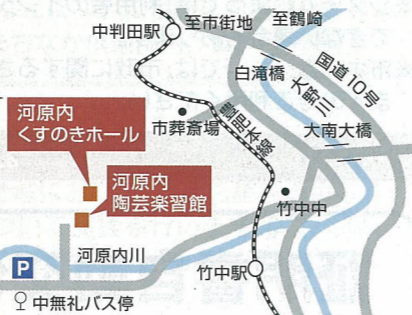 至市街地
至鶴崎
中判田駅
国道10号
白滝橋
大野川
河原内
くすのきホール
市葬斎場
豊肥本線
大南大橋
河原内
陶芸楽習館
竹中中
河原内川
P
竹中駅
中無礼バス停